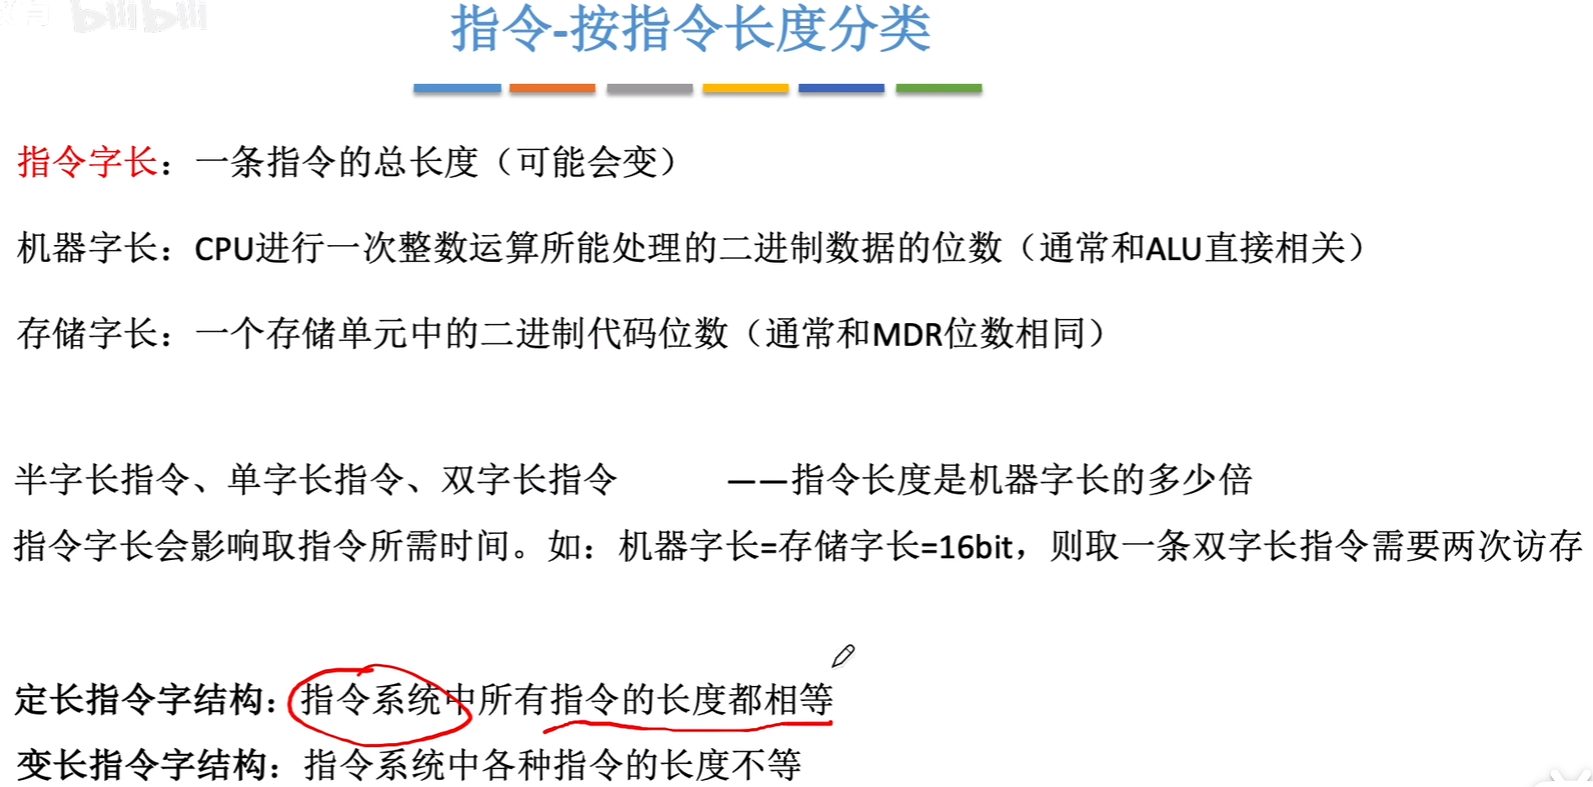 bilibili
指令-按指令长度分类
指令字长：一条指令的总长度（可能会变）
机器字长：CPU进行一次整数运算所能处理的二进制数据的位数（通常和ALU直接相关）
存储字长：一个存储单元中的二进制代码位数（通常和MDR位数相同）
半字长指令、单字长指令、双字长指令 ——指令长度是机器字长的多少倍
指令字长会影响取指令所需时间。如：机器字长=存储字长=16bit，则取一条双字长指令需要两次访存
定长指令字结构：指令系统中所有指令的长度都相等
变长指令字结构：指令系统中各种指令的长度不等